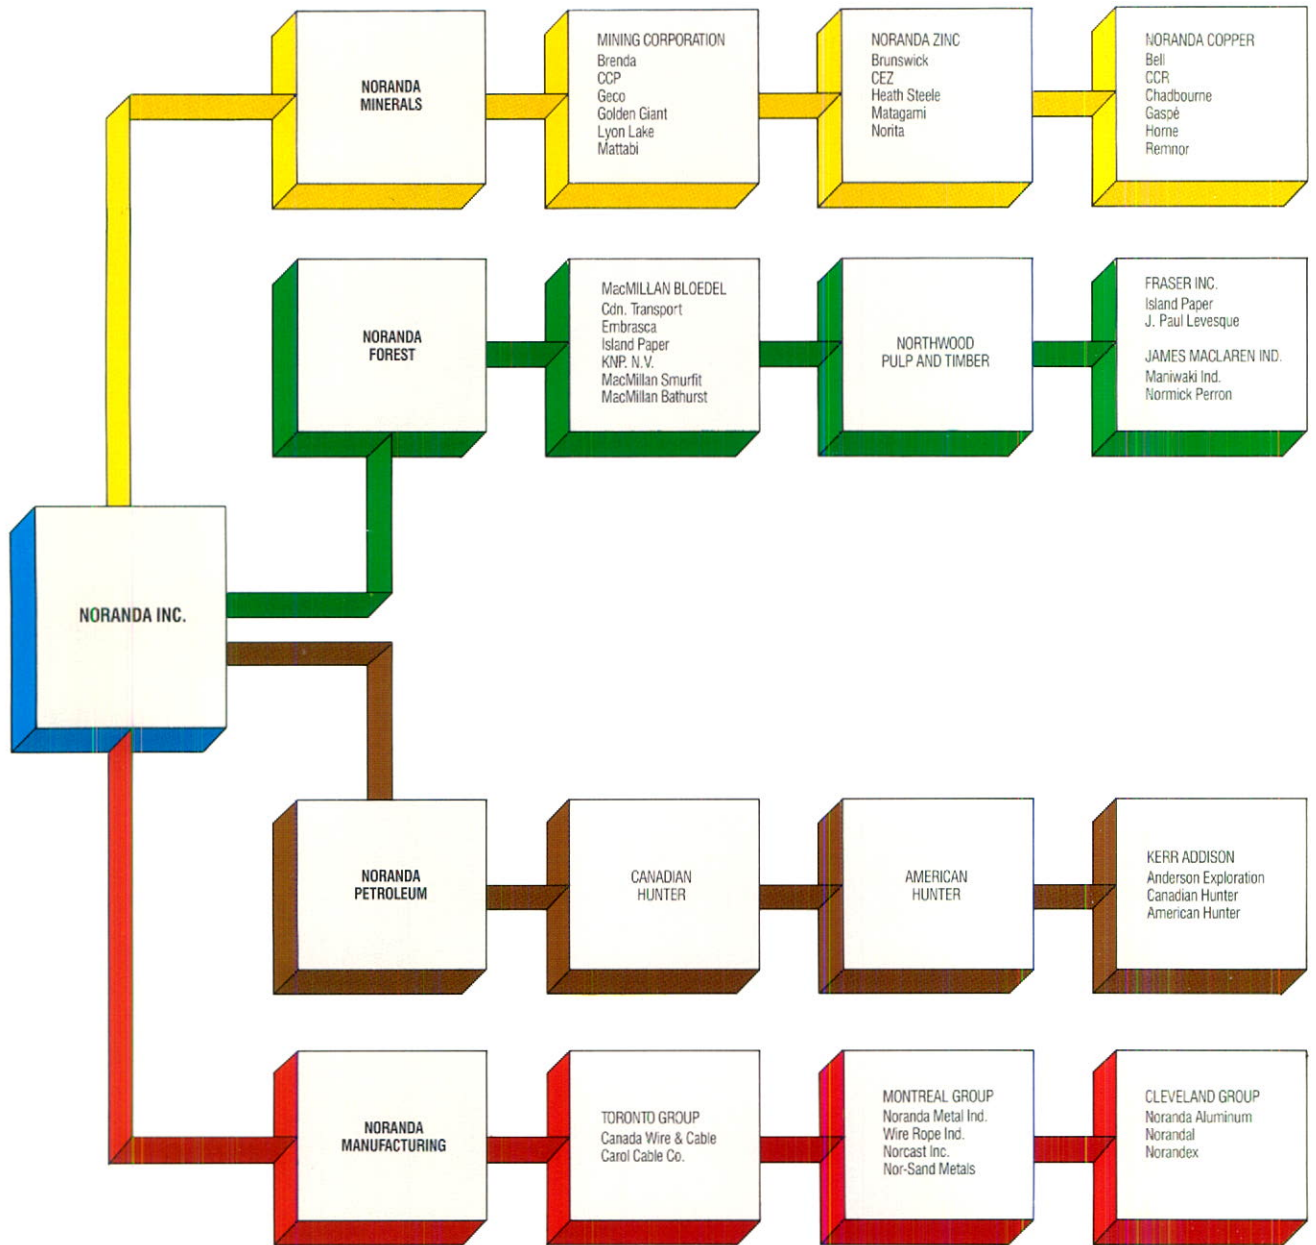 NORANDA
MINERALS
MINING CORPORATION
Brenda
CCP
Geco
Golden Giant
Lyon Lake
Mattabi
NORANDA ZINC
Brunswick
CEZ
Heath Steele
Matagami
Norita
NORANDA COPPER
Bell
CCR
Chadbourne
Gaspé
Horne
Remnor
NORANDA
FOREST
MacMILLAN BLOEDEL
Cdn. Transport
Embrasca
Island Paper
KNP. N.V.
MacMillan Smurfit
MacMillan Bathurst
NORTHWOOD
PULP AND TIMBER
FRASER INC.
Island Paper
J. Paul Levesque
JAMES MACLAREN IND.
Maniwaki Ind.
Normick Perron
NORANDA INC.
NORANDA
PETROLEUM
CANADIAN
HUNTER
AMERICAN
HUNTER
KERR ADDISON
Anderson Exploration
Canadian Hunter
American Hunter
NORANDA
MANUFACTURING
TORONTO GROUP
Canada Wire & Cable
Carol Cable Co.
MONTREAL GROUP
Noranda Metal Ind.
Wire Rope Ind.
Norcast Inc.
Nor-Sand Metals
CLEVELAND GROUP
Noranda Aluminum
Norandal
Norandex